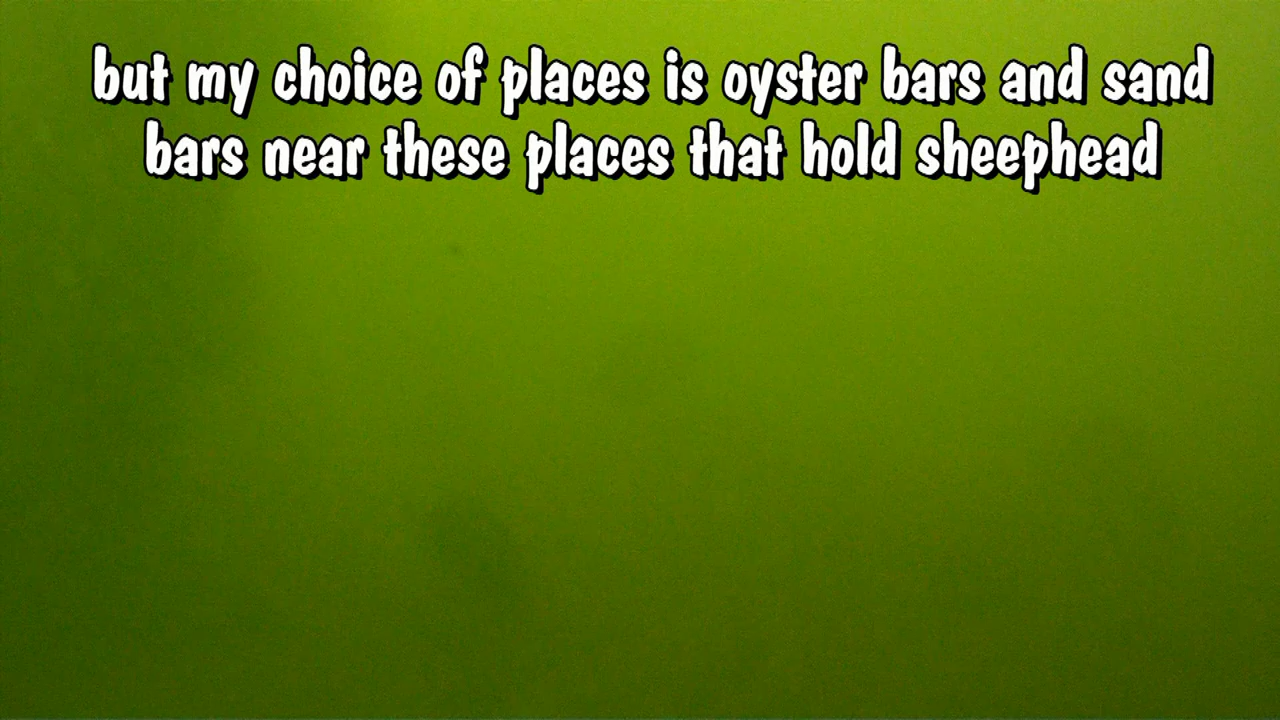 but my choice of places is oyster bars and sand
bars near these places that hold sheephead